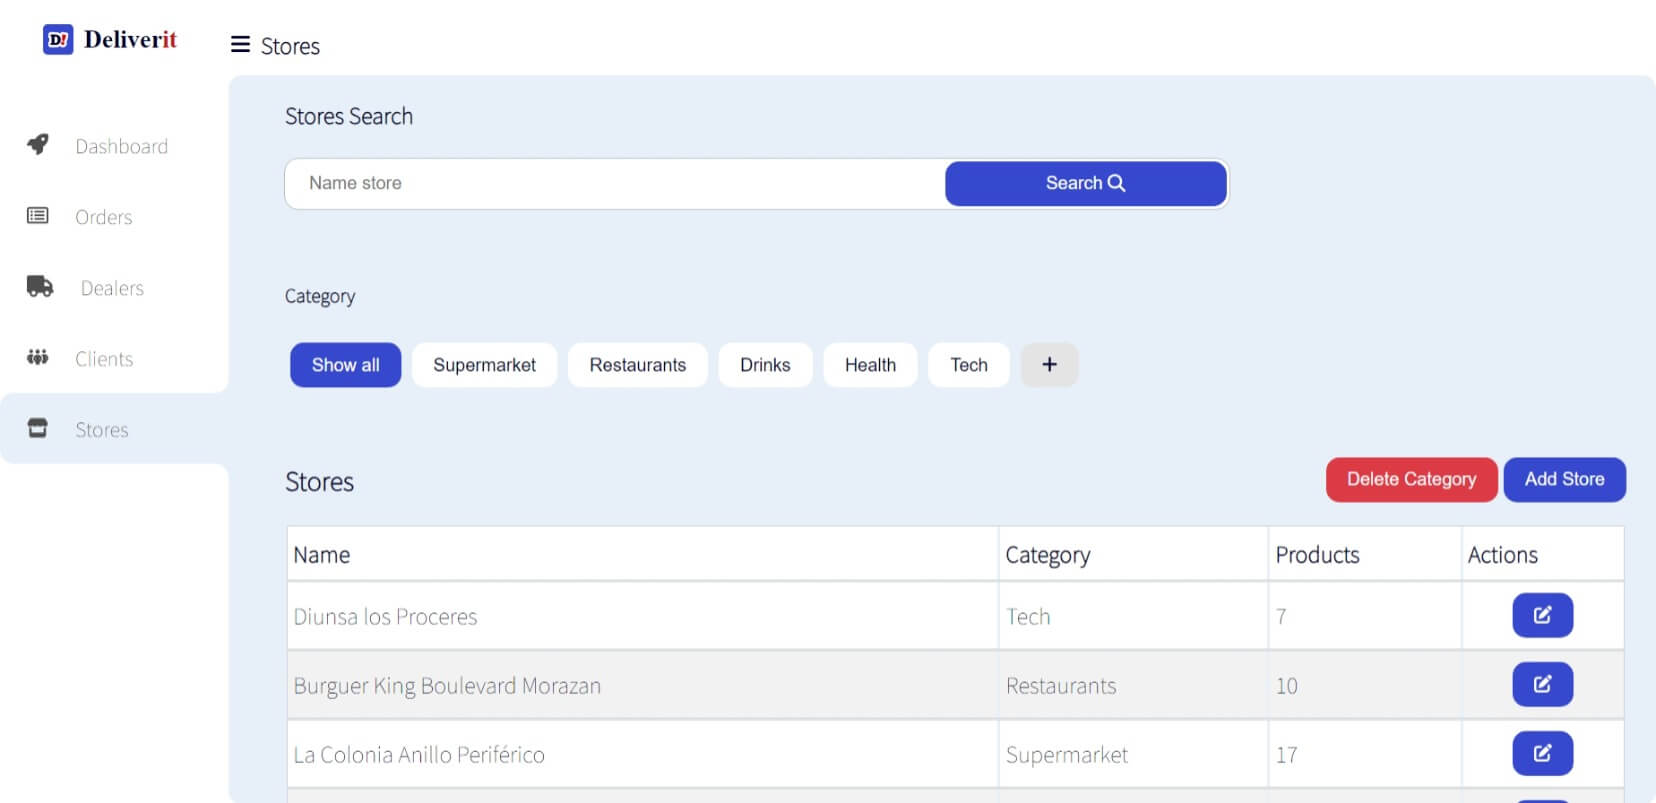 D! Deliverit
Stores
Dashboard
Orders
Dealers
Clients
Stores
Stores Search
Name store
Search
Category
Show all Supermarket Restaurants Drinks Health Tech +
Stores
Delete Category Add Store
Name Category Products Actions
Diunsa los Proceres Tech 7
Burguer King Boulevard Morazan Restaurants 10
La Colonia Anillo Periférico Supermarket 17